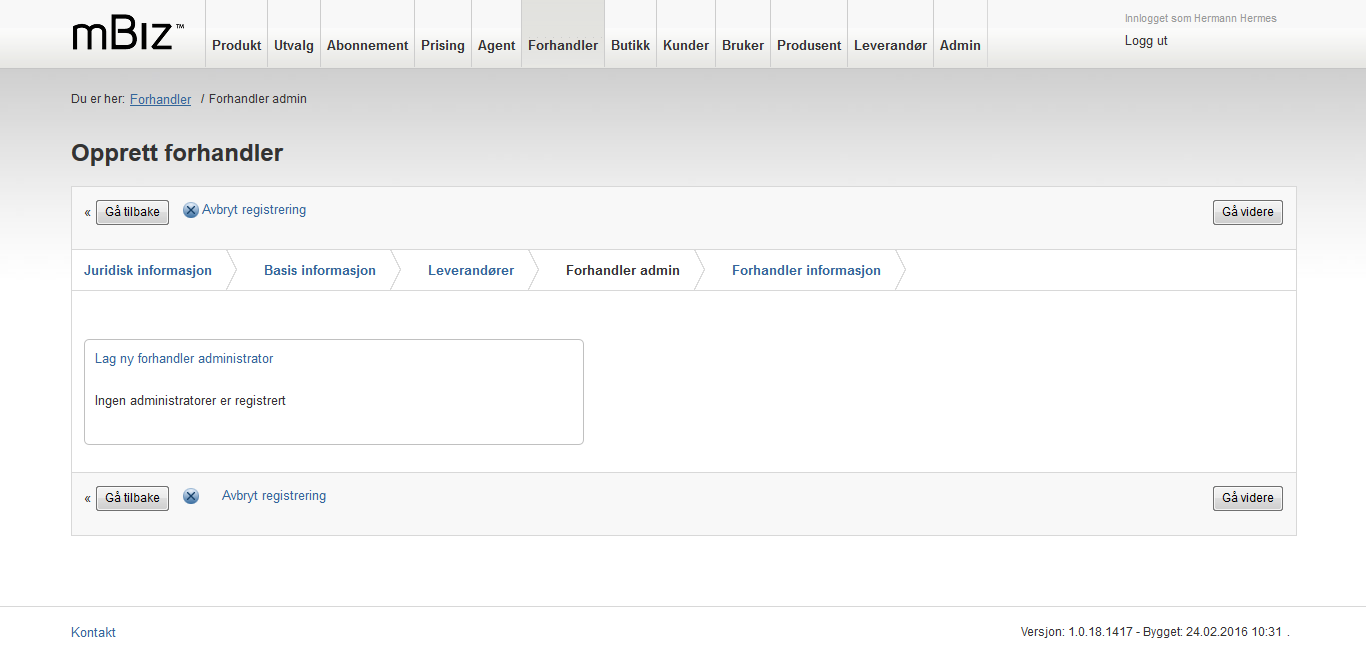 mBiz™
Produkt Utvalg Abonnement Prising Agent Forhandler Butikk Kunder Bruker Produsent Leverandør Admin
Innlogget som Hermann Hermes
Logg ut
Du er her: Forhandler / Forhandler admin
Opprett forhandler
« Gå tilbake Avbryt registrering Gå videre
Juridisk informasjon Basis informasjon Leverandører Forhandler admin Forhandler informasjon
Lag ny forhandler administrator
Ingen administratorer er registrert
« Gå tilbake Avbryt registrering Gå videre
Kontakt Versjon: 1.0.18.1417 - Bygget: 24.02.2016 10:31 .